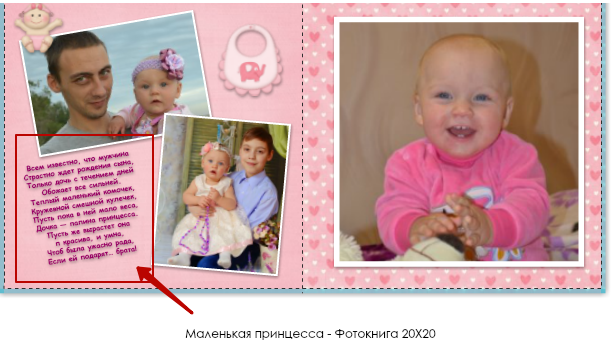 Всем известно, что мужчина
Страстно ждет рождения сына,
Только дочь с течением дней
Обожает все сильней.
Теплый маленький комочек,
Кружевной смешной кулечек,
Пусть пока в ней мало веса,
Дочка — папина принцесса.
Пусть же вырастет она
п красива, и умна,
Чтоб была ужасно рада,
Если ей подарят.. брата!
Маленькая принцесса - Фотокнига 20X20